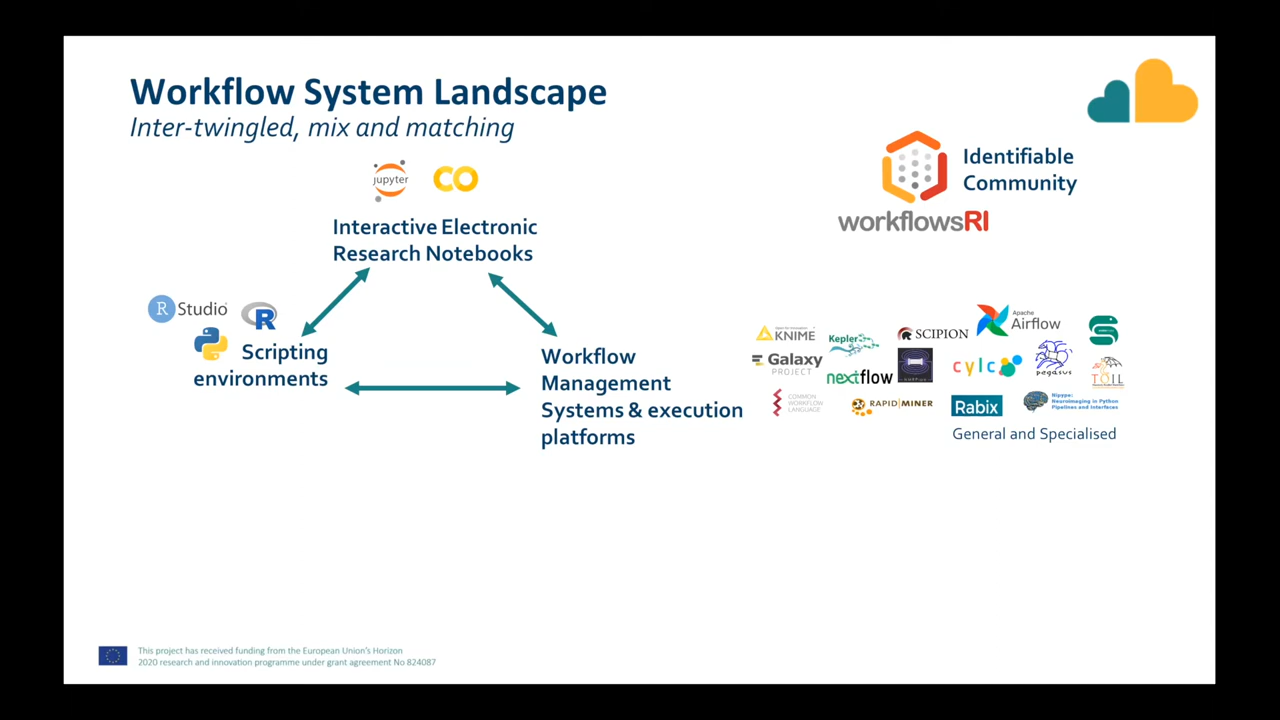 Workflow System Landscape
Inter-twingled, mix and matching
jupyter
CO
Identifiable
Community
workflowsRI
Interactive Electronic
Research Notebooks
R Studio
R
Scripting
environments
Workflow
Management
Systems & execution
platforms
KNIME
Kepler
SCIPION
Apache
Airflow
Galaxy
PROJECT
nextflow
cylc
pegasus
TOIL
COMMON
WORKFLOW
LANGUAGE
RAPID|MINER
Rabix
Nipype:
Neuroimaging in Python
Pipelines and Interfaces
General and Specialised
This project has received funding from the European Union's Horizon
2020 research and innovation programme under grant agreement No 824087